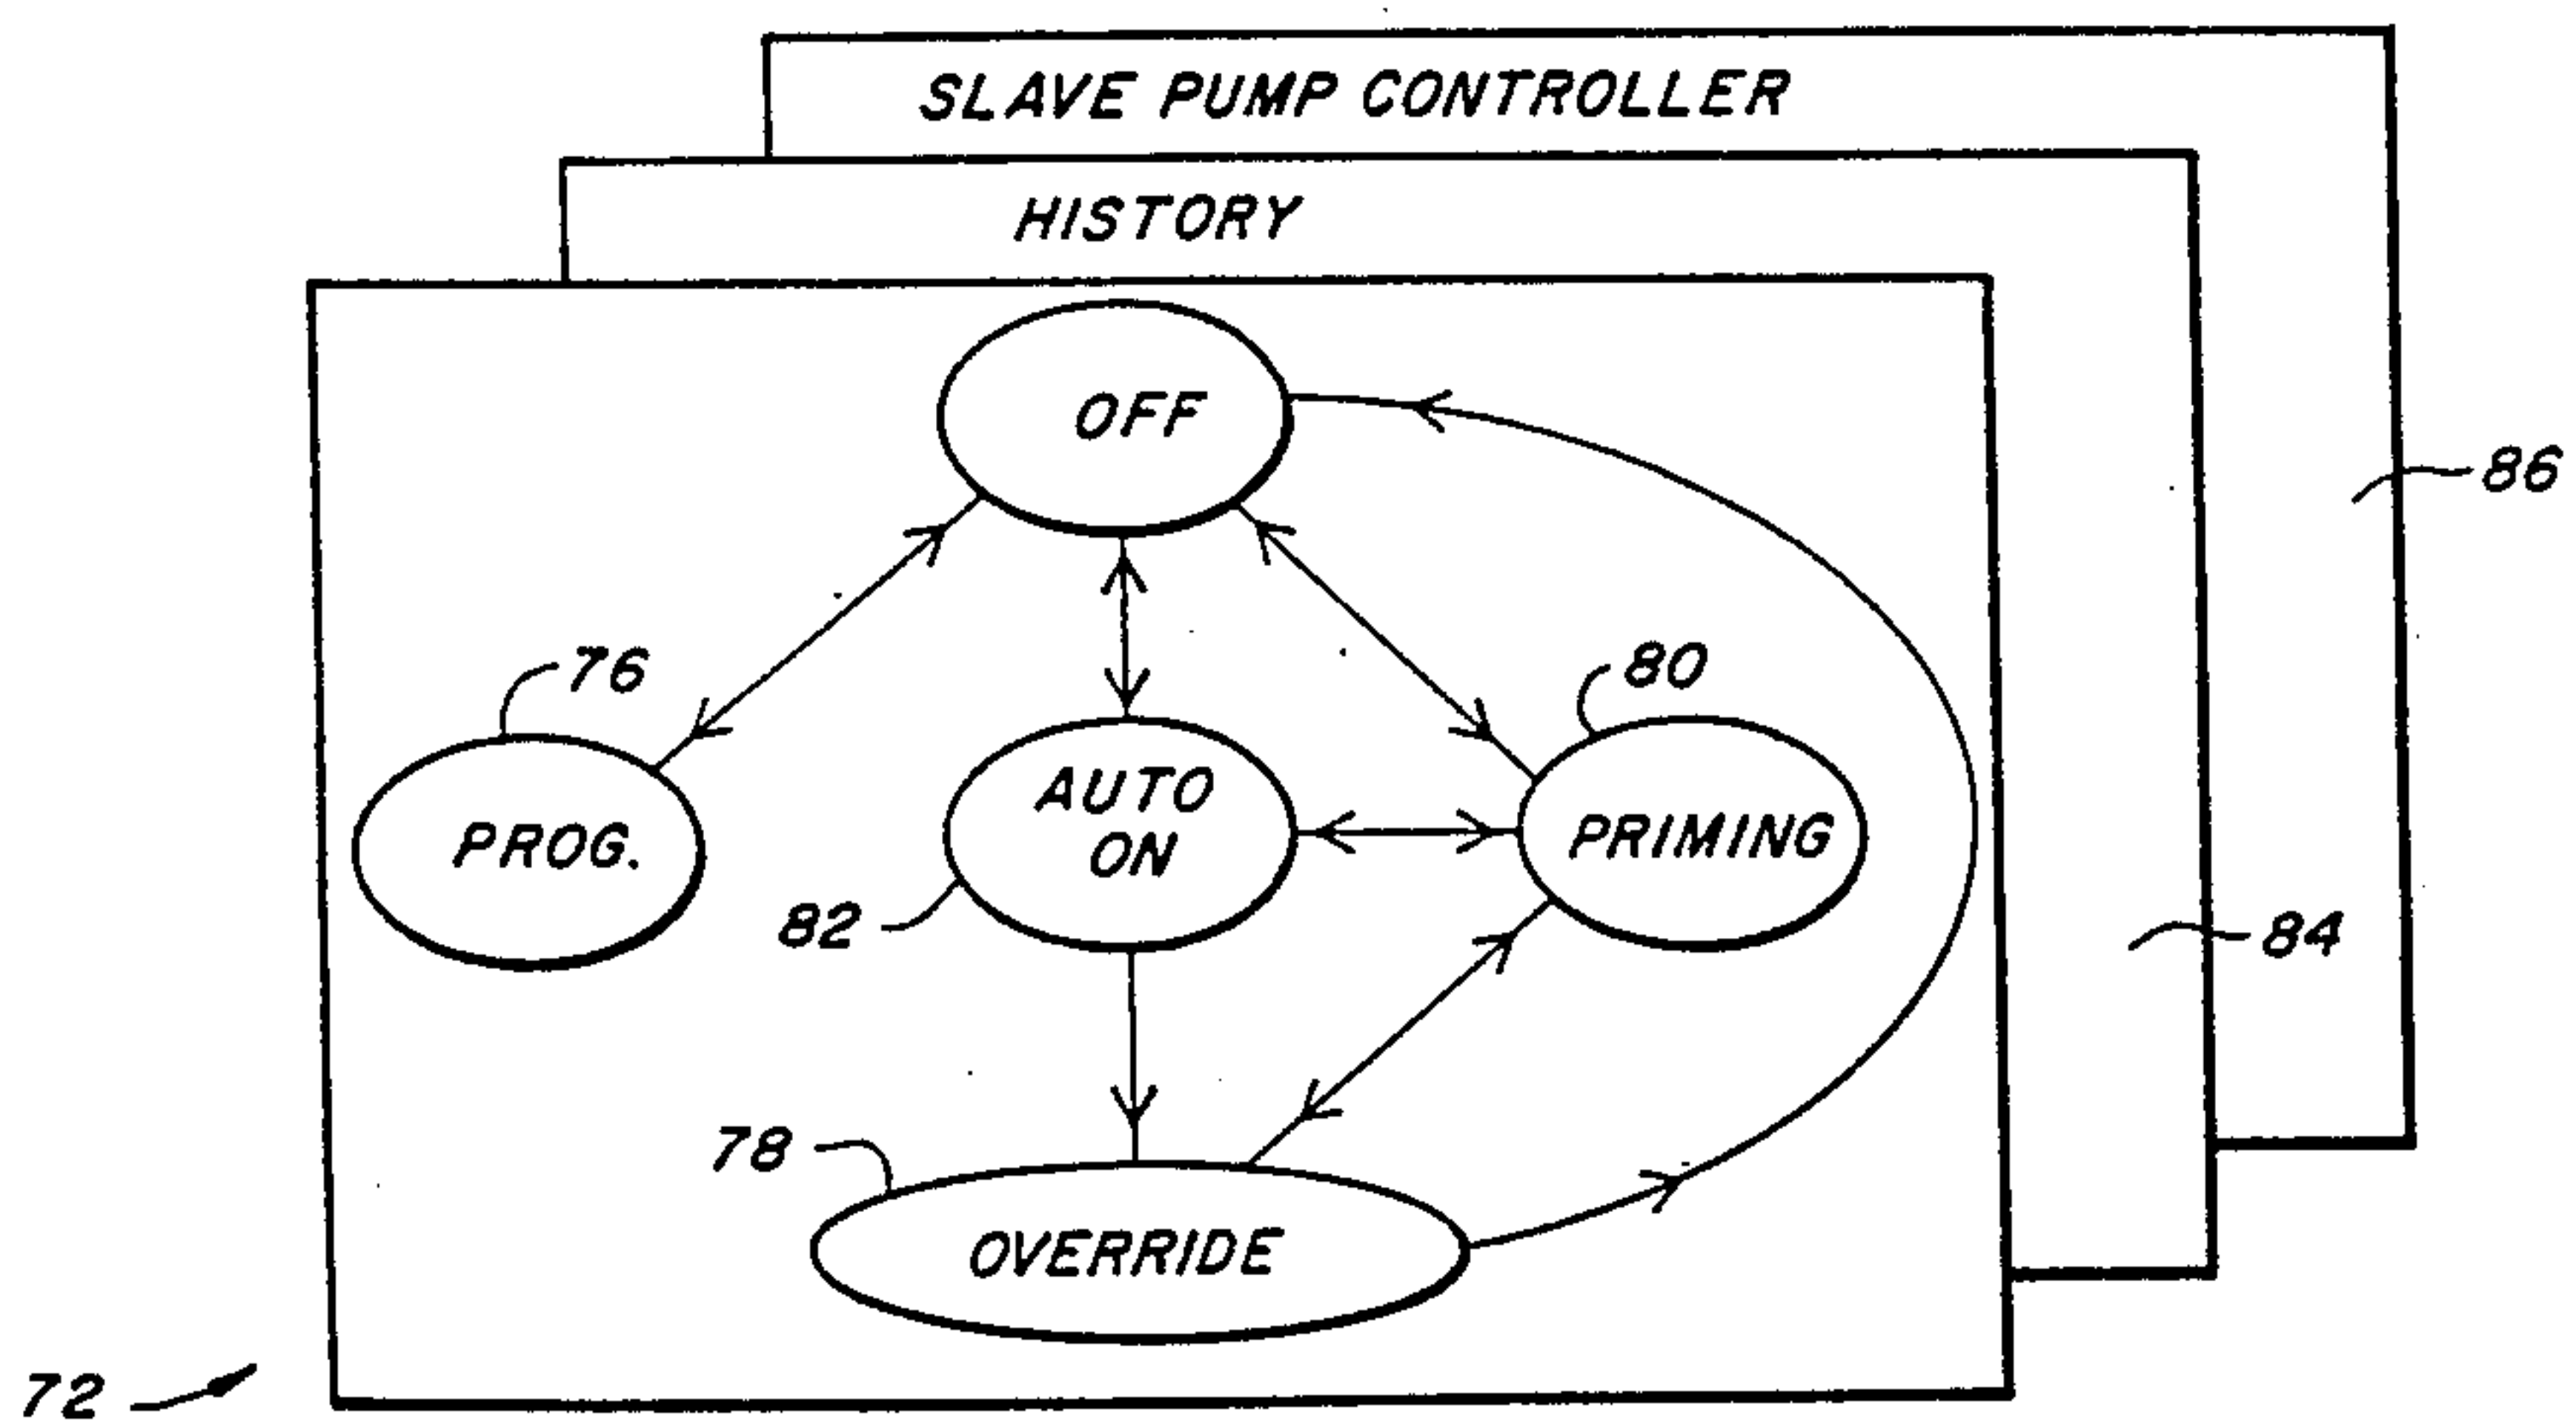 SLAVE PUMP CONTROLLER
HISTORY
OFF
86
76
80
AUTO
ON
PROG.
PRIMING
82
84
78
OVERRIDE
72